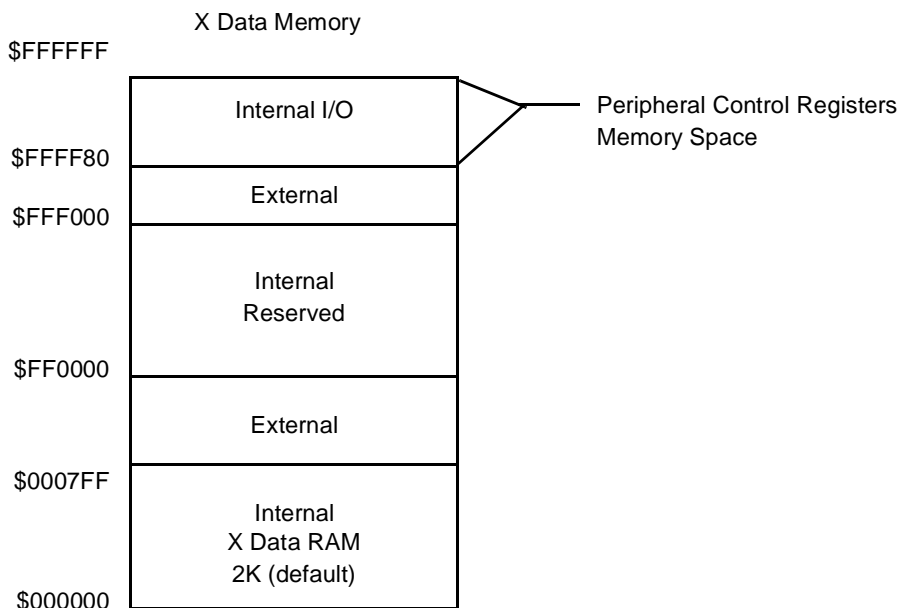 X Data Memory
$FFFFFF
Internal I/O
Peripheral Control Registers
Memory Space
$FFFF80
External
$FFF000
Internal
Reserved
$FF0000
External
$0007FF
Internal
X Data RAM
2K (default)
$000000